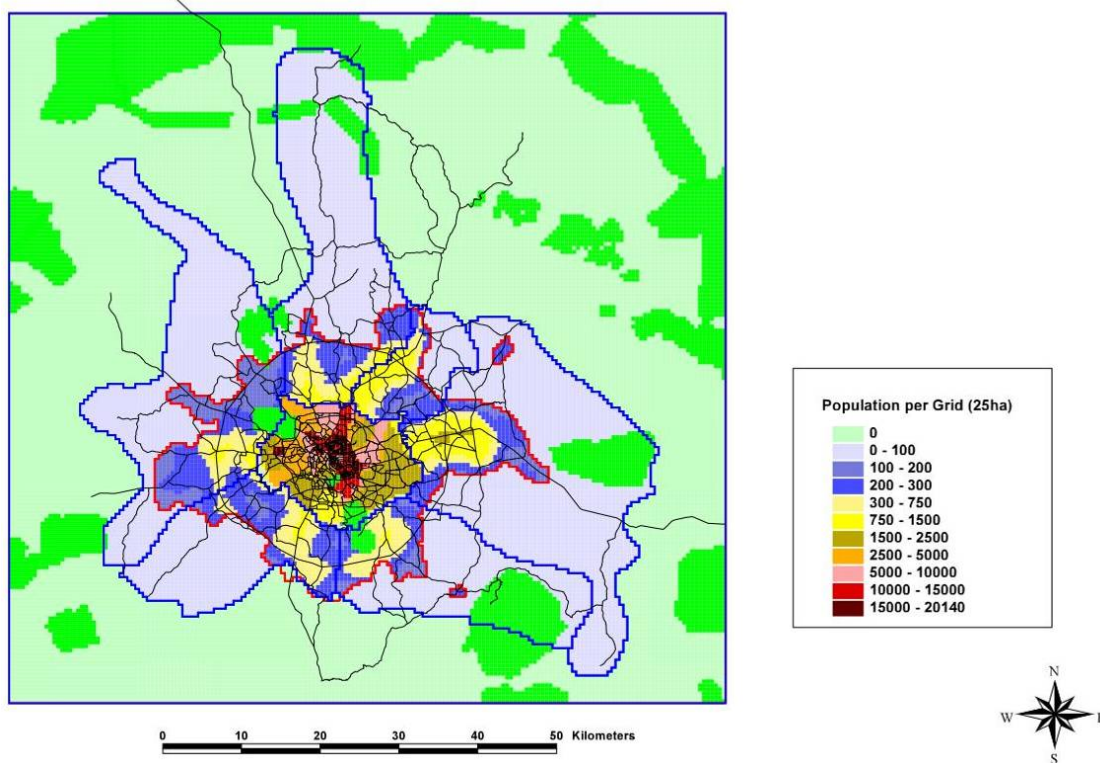 Population per Grid (25ha)
0
0 - 100
100 - 200
200 - 300
300 - 750
750 - 1500
1500 - 2500
2500 - 5000
5000 - 10000
10000 - 15000
15000 - 20140
0 10 20 30 40 50 Kilometers
N
W E
S